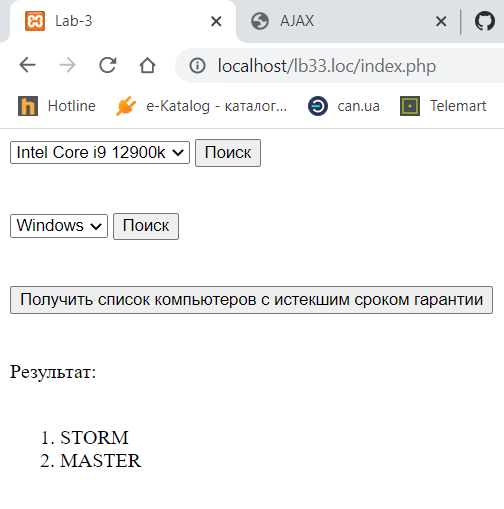 Lab-3
AJAX
localhost/lb33.loc/index.php
Hotline
e-Katalog - каталог...
can.ua
Telemart
Intel Core i9 12900k Поиск
Windows Поиск
Получить список компьютеров с истекшим сроком гарантии
Результат:
1. STORM
2. MASTER